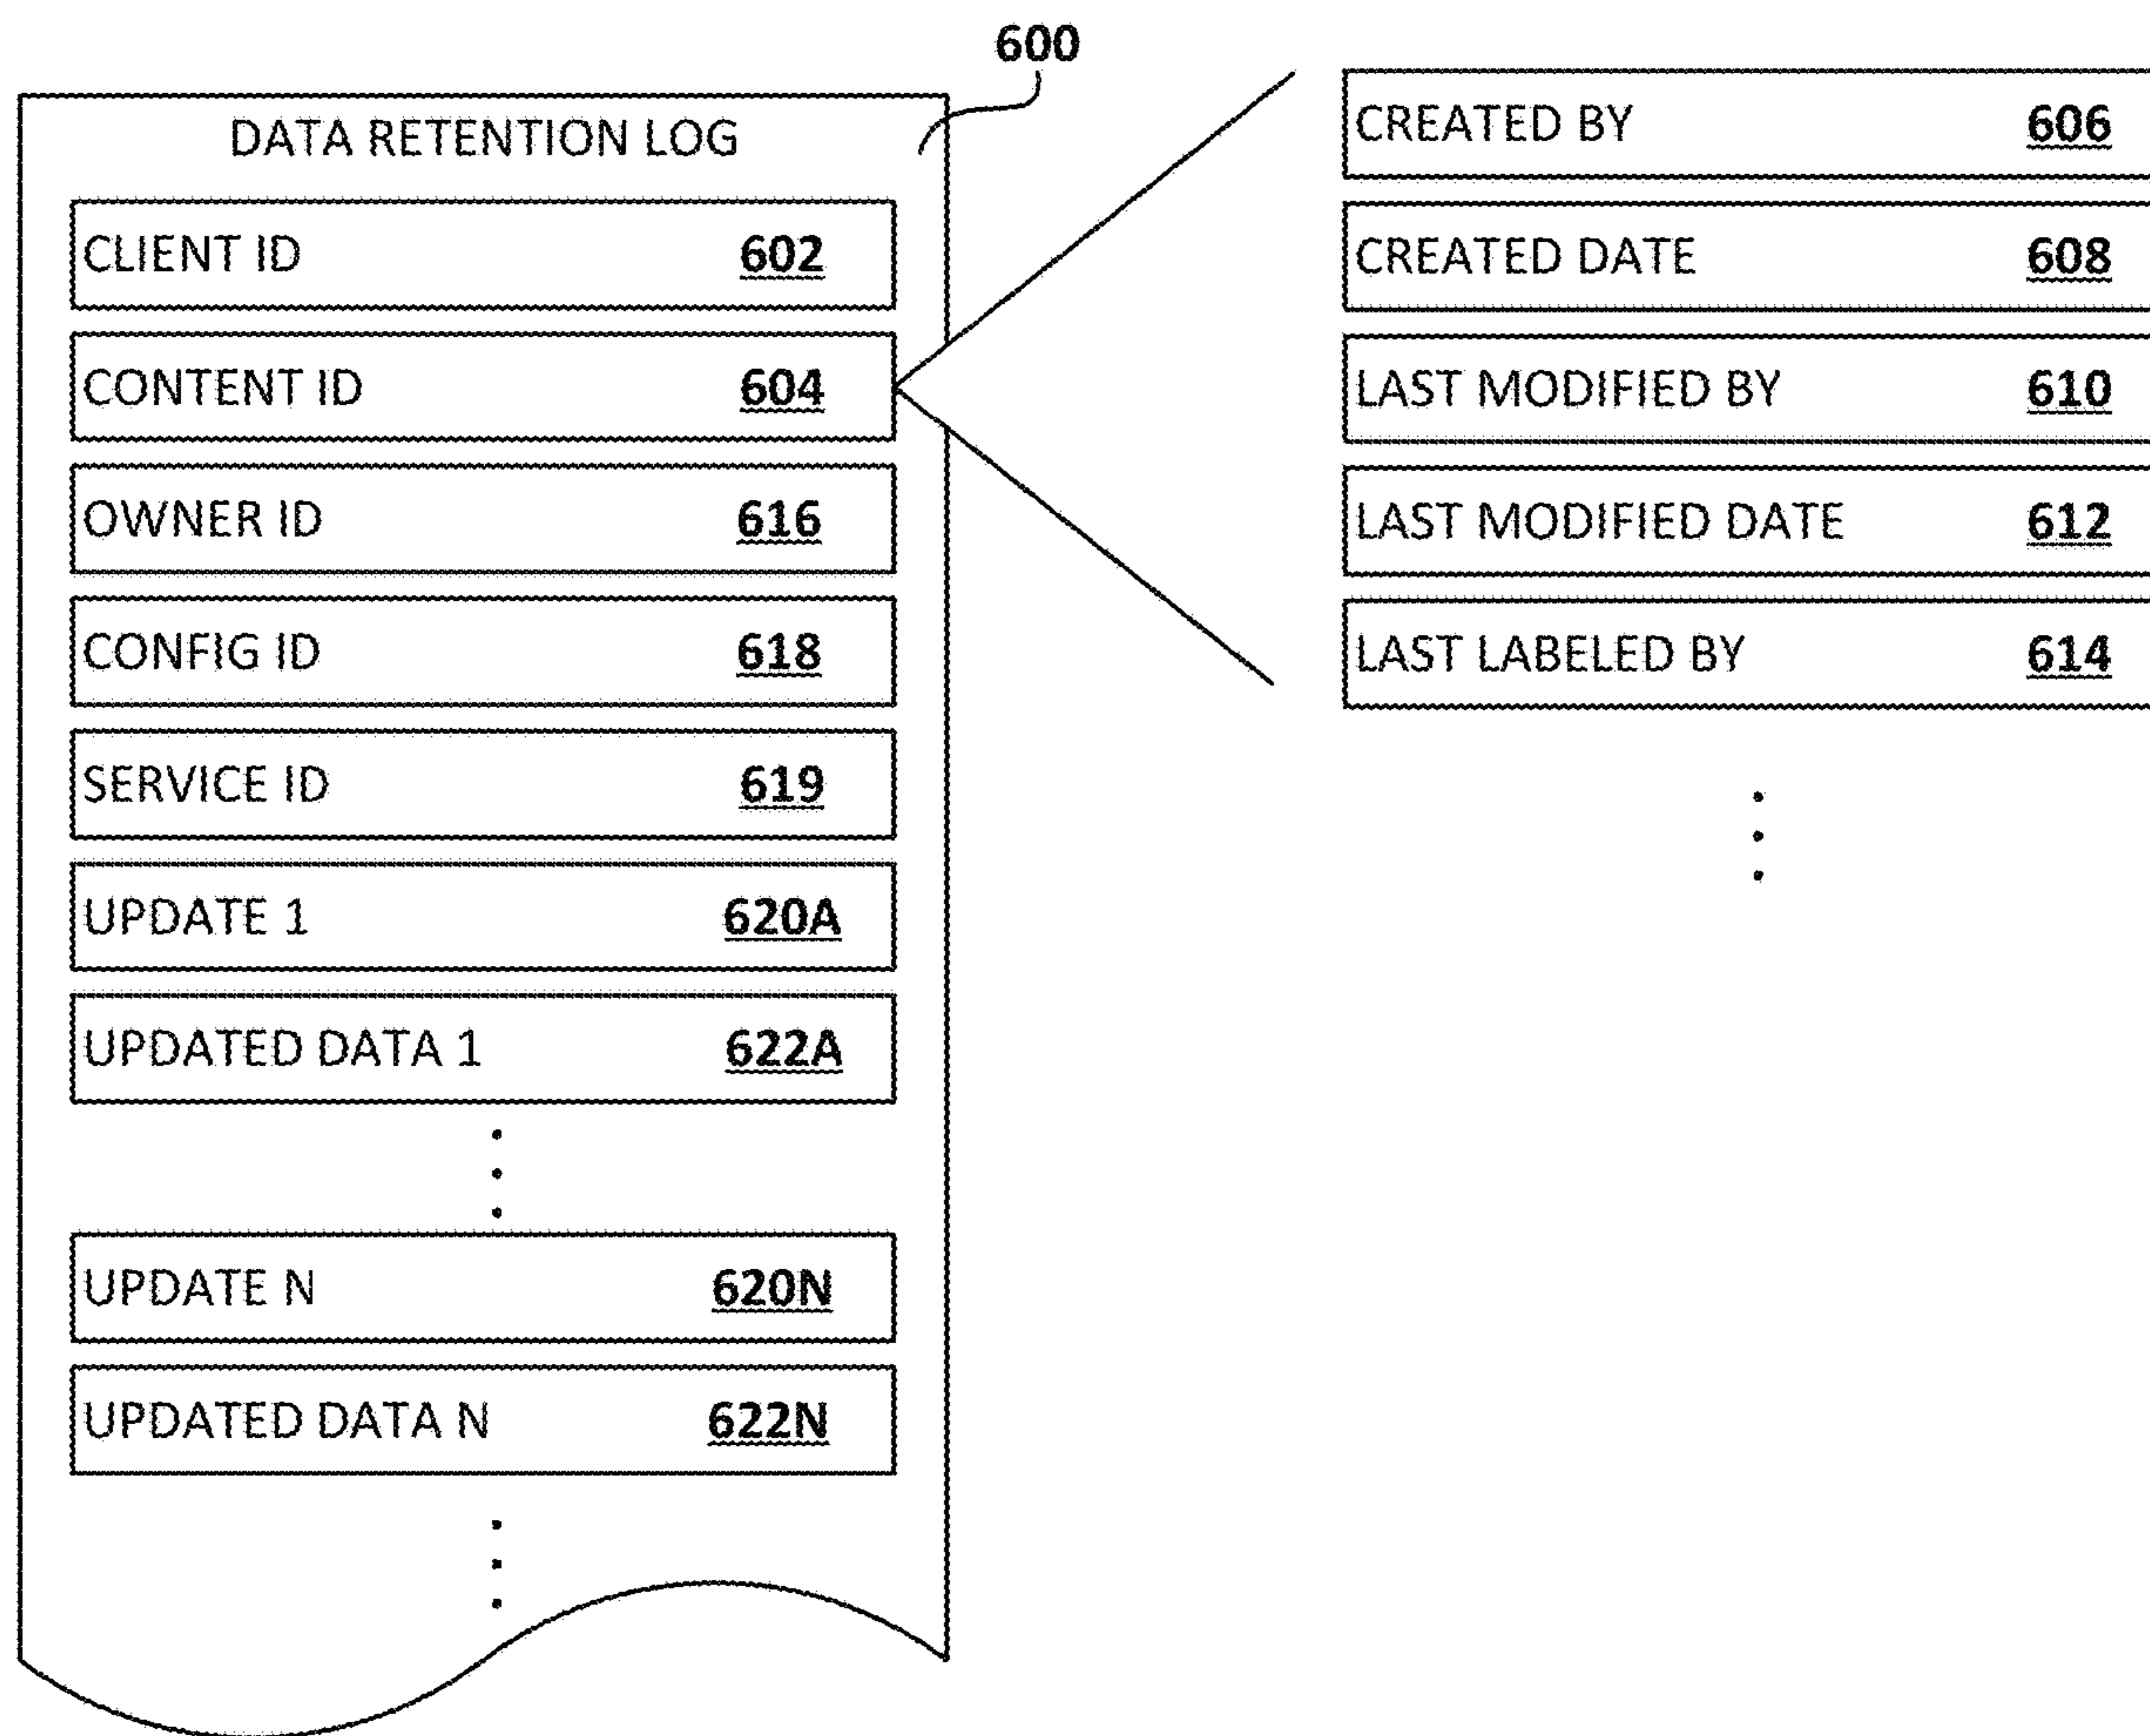 600
DATA RETENTION LOG
CLIENT ID 602
CONTENT ID 604
OWNER ID 616
CONFIG ID 618
SERVICE ID 619
UPDATE 1 620A
UPDATED DATA 1 622A
UPDATE N 620N
UPDATED DATA N 622N
CREATED BY 606
CREATED DATE 608
LAST MODIFIED BY 610
LAST MODIFIED DATE 612
LAST LABELED BY 614